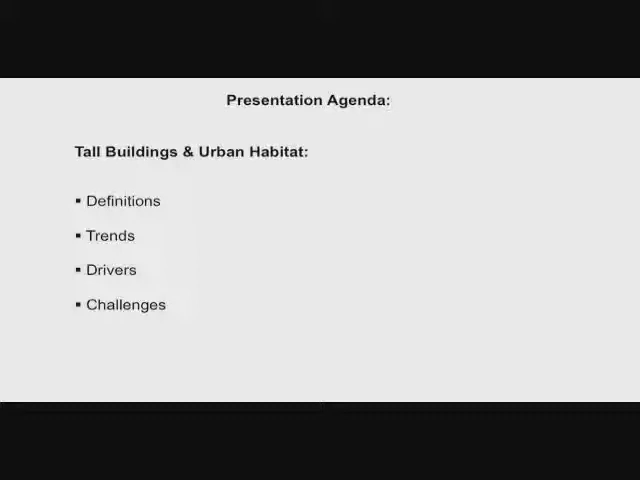 Presentation Agenda:
Tall Buildings & Urban Habitat:
▪ Definitions
▪ Trends
▪ Drivers
▪ Challenges